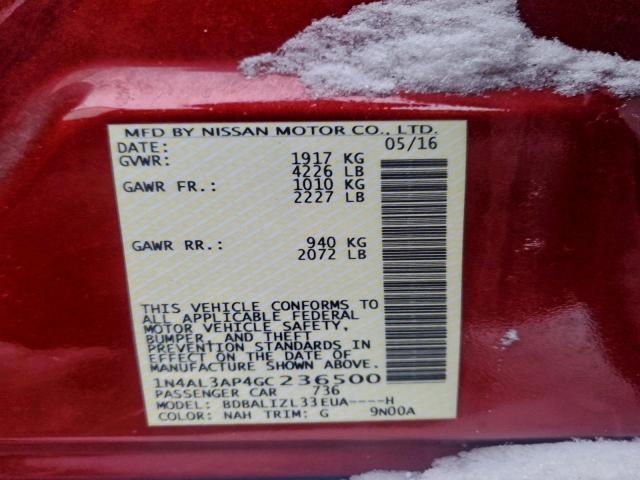 MFD BY NISSAN MOTOR CO., LTD.
DATE: 05/16
GVWR: 1917 KG
4226 LB
GAWR FR.: 1010 KG
2227 LB
GAWR RR.: 940 KG
2072 LB
THIS VEHICLE CONFORMS TO
ALL APPLICABLE FEDERAL
MOTOR VEHICLE SAFETY,
BUMPER, AND THEFT
PREVENTION STANDARDS IN
EFFECT ON THE DATE OF
MANUFACTURE SHOWN ABOVE.
1N4AL3AP4GC236500
PASSENGER CAR 736
MODEL: BDBALIZL33EUA----H
COLOR: NAH TRIM: G 9N00A